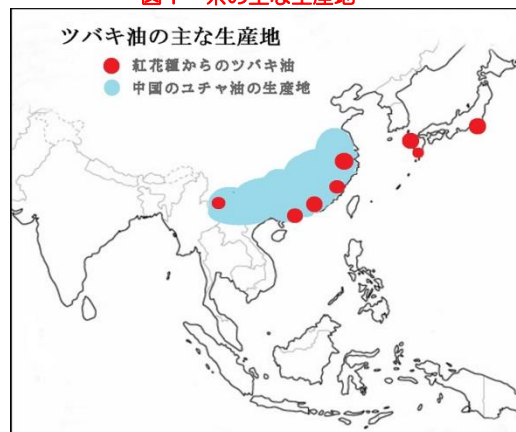 ツバキ油の主な生産地
紅花種からのツバキ油
中国のユチャ油の生産地